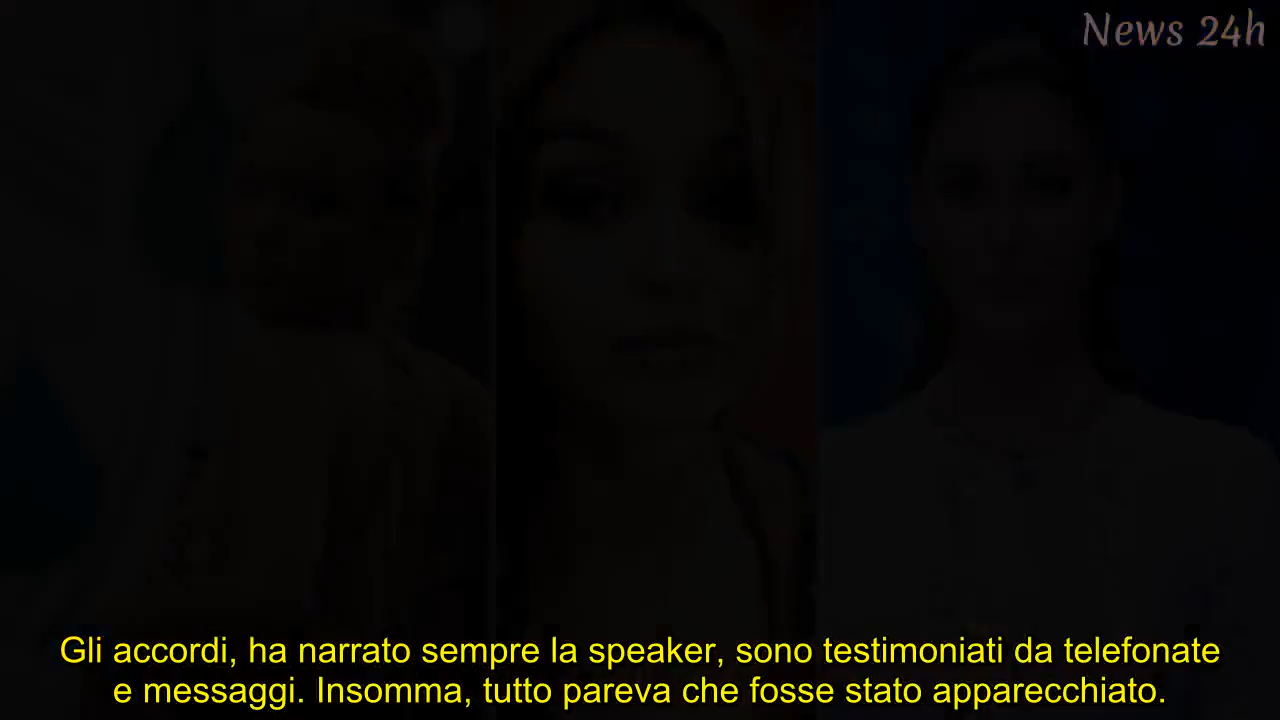 News 24h
Gli accordi, ha narrato sempre la speaker, sono testimoniati da telefonate
e messaggi. Insomma, tutto pareva che fosse stato apparecchiato.